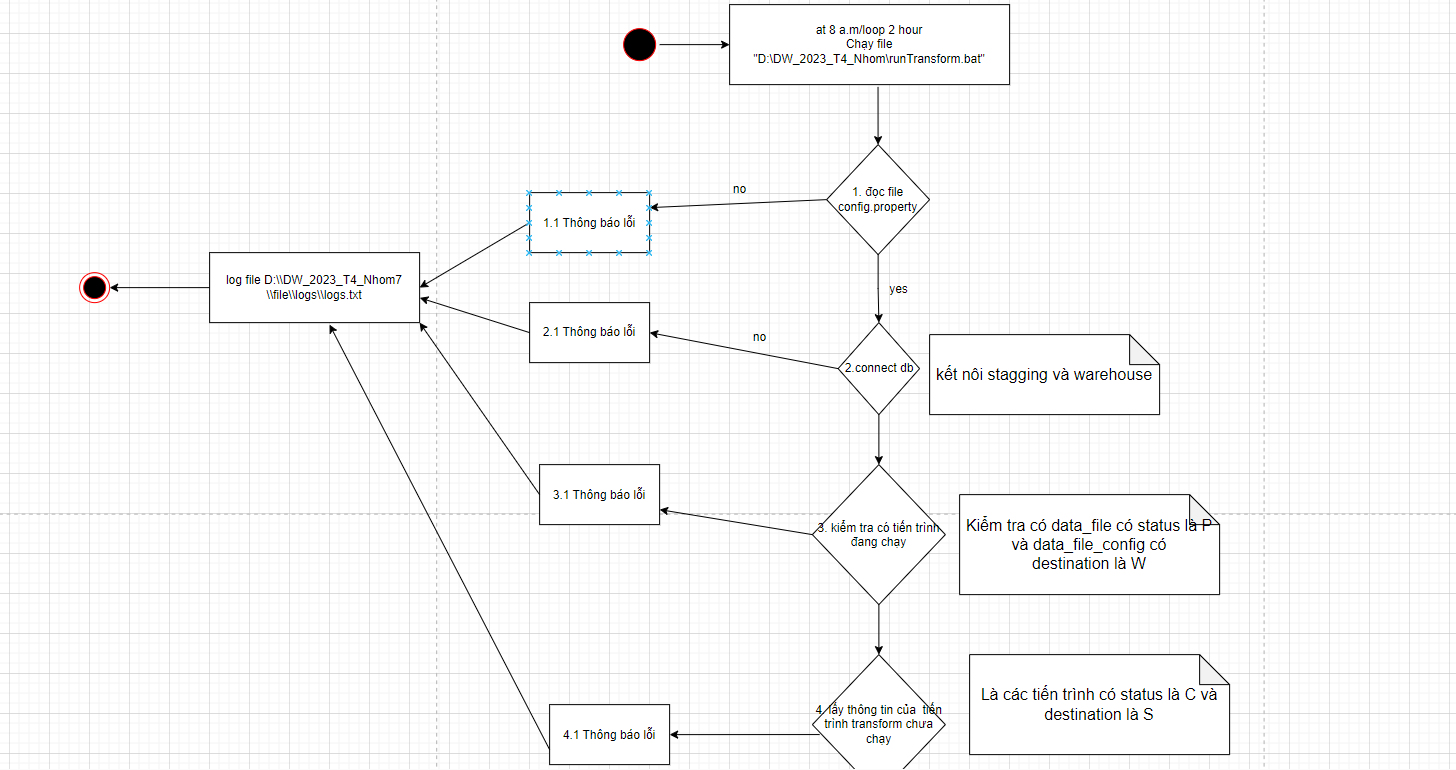 at 8 a.m/loop 2 hour
Chạy file
"D:\DW_2023_T4_Nhom\runTransform.bat"
1. đọc file
config.property
no
1.1 Thông báo lỗi
log file D:\\DW_2023_T4_Nhom7
\\file\\logs\\logs.txt
yes
2.1 Thông báo lỗi
no
2.connect db
kết nôi stagging và warehouse
3.1 Thông báo lỗi
3. kiểm tra có tiến trình
đang chạy
Kiểm tra có data_file có status là P
và data_file_config có
destination là W
4. lấy thông tin của tiến
trình transform chưa
chạy
Là các tiến trình có status là C và
destination là S
4.1 Thông báo lỗi